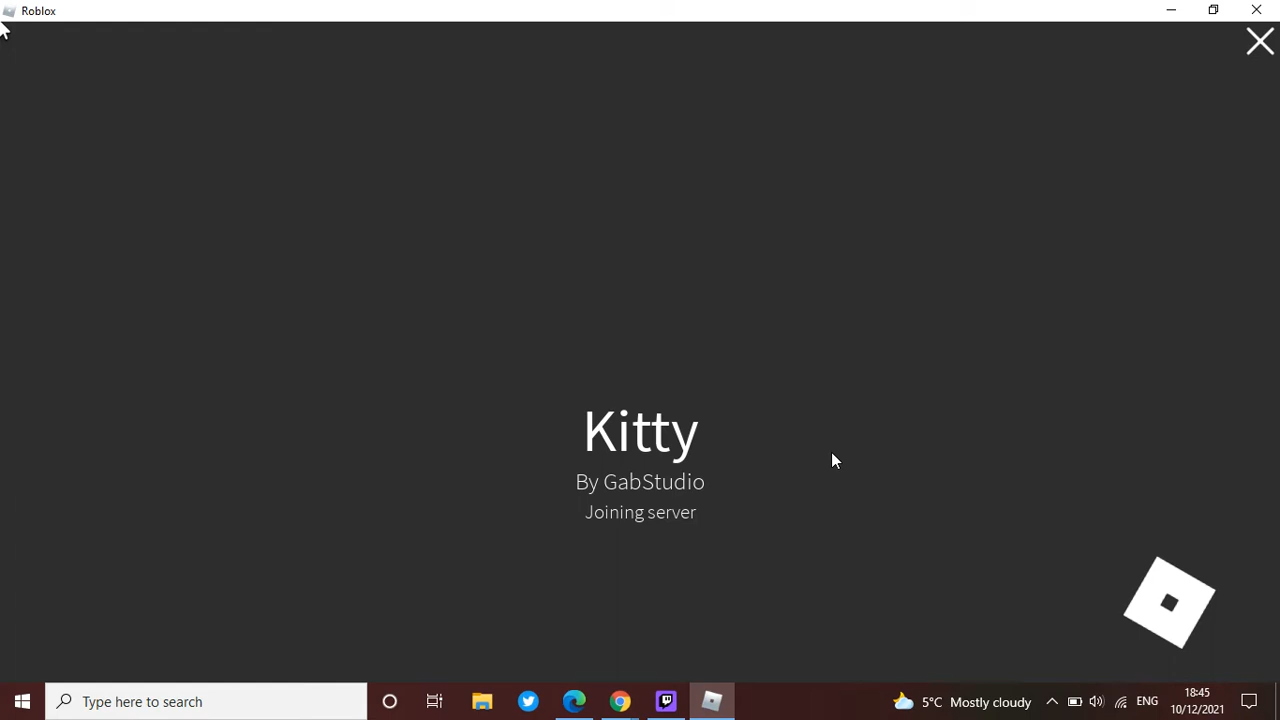 Roblox
Kitty
By GabStudio
Joining server
Type here to search
5°C Mostly cloudy
ENG
18:45
10/12/2021